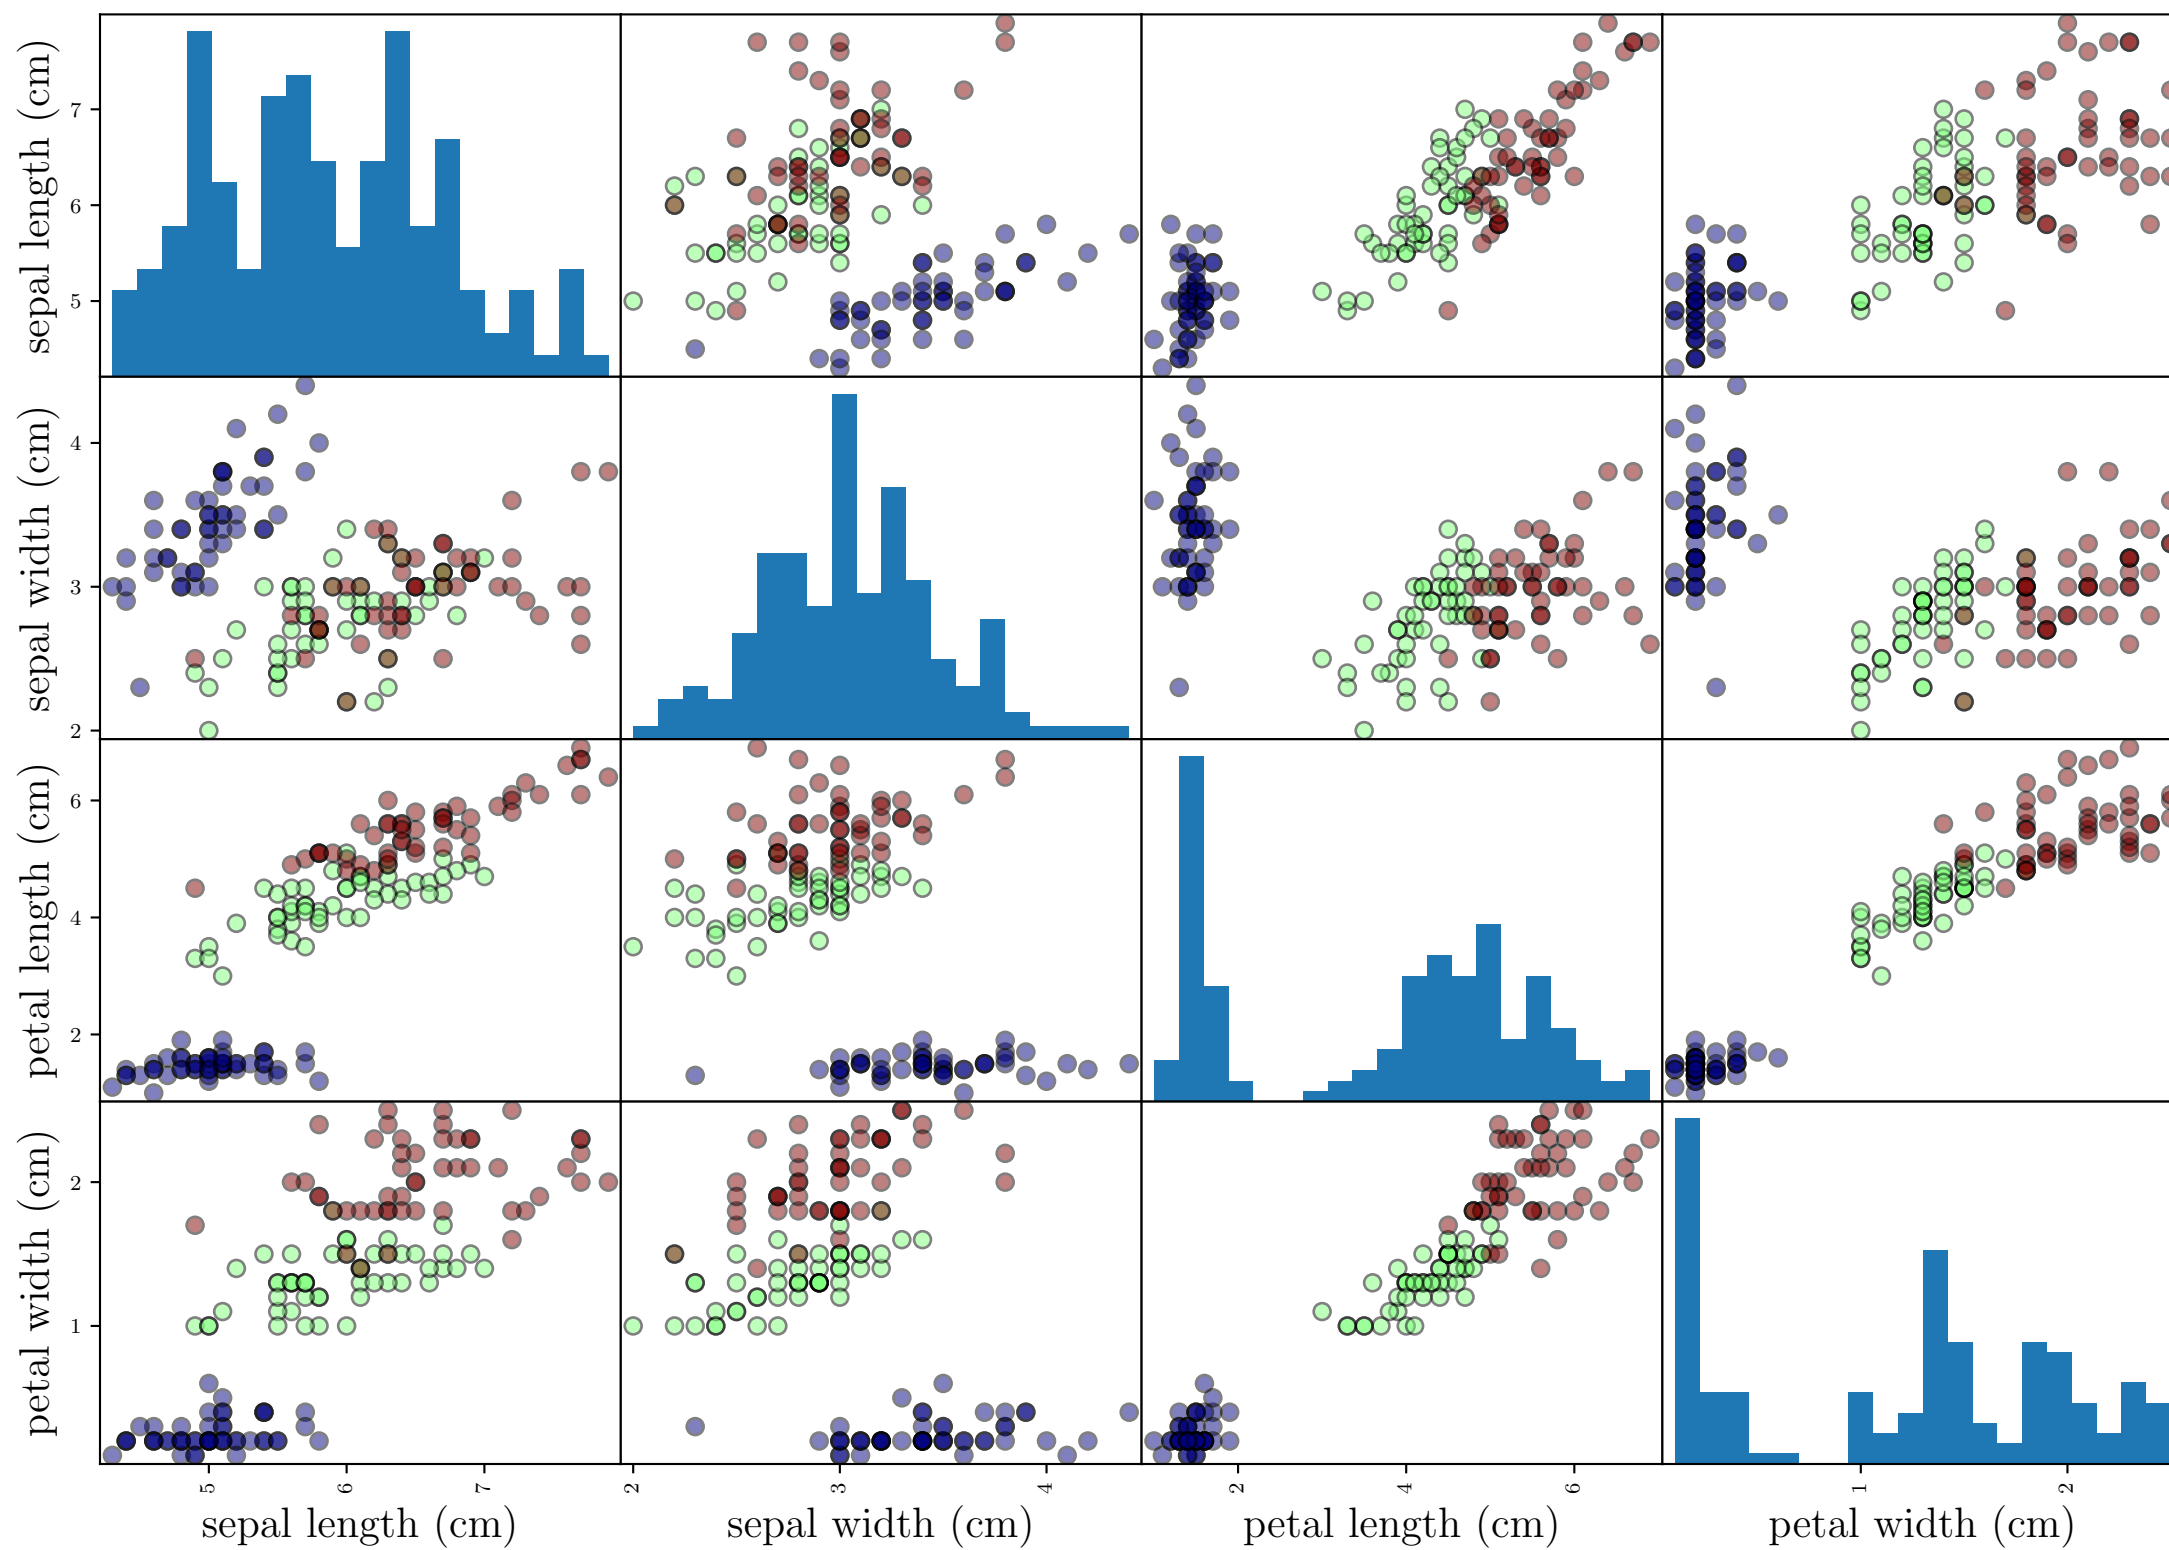 sepal length (cm)
7
6
5
sepal width (cm)
4
3
2
petal length (cm)
6
4
2
petal width (cm)
2
1
5 6 7 2 3 4 2 4 6 1 2
sepal length (cm) sepal width (cm) petal length (cm) petal width (cm)